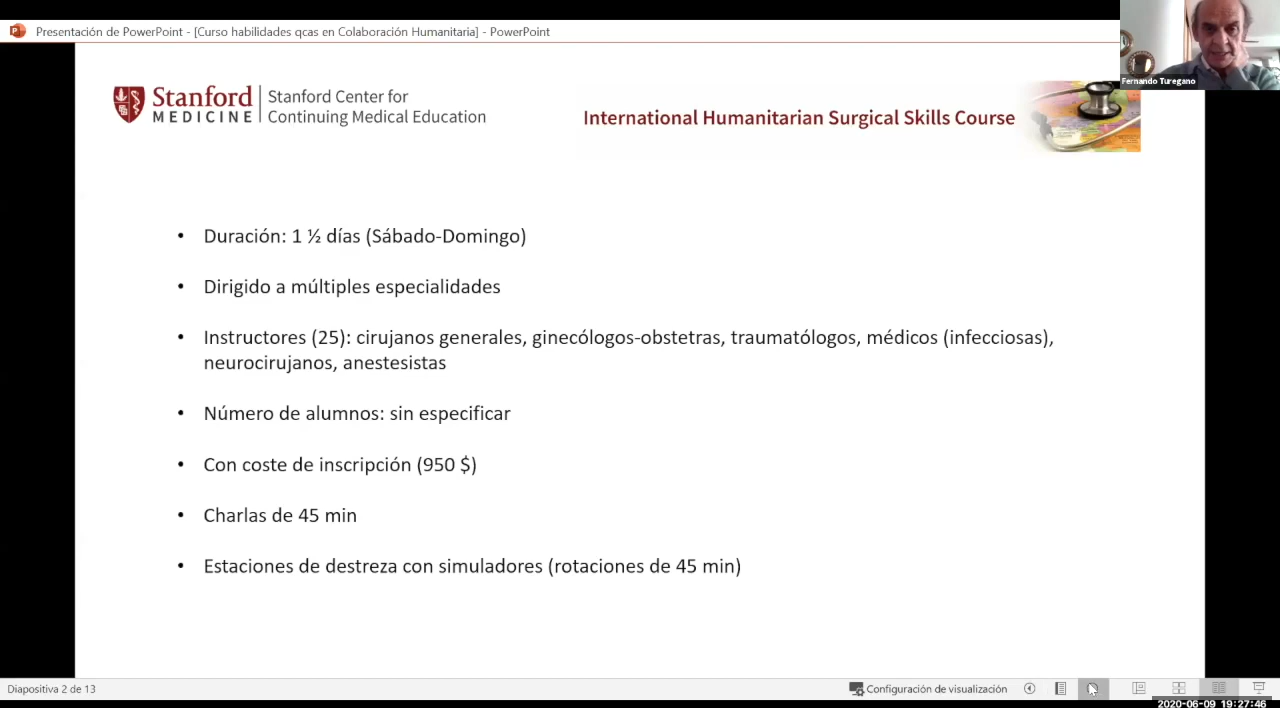 Presentación de PowerPoint - [Curso habilidades qcas en Colaboración Humanitaria] - PowerPoint
Fernando Turegano
Stanford MEDICINE
Stanford Center for
Continuing Medical Education
International Humanitarian Surgical Skills Course
• Duración: 1 ½ días (Sábado-Domingo)
• Dirigido a múltiples especialidades
• Instructores (25): cirujanos generales, ginecólogos-obstetras, traumatólogos, médicos (infecciosas),
neurocirujanos, anestesistas
• Número de alumnos: sin especificar
• Con coste de inscripción (950 $)
• Charlas de 45 min
• Estaciones de destreza con simuladores (rotaciones de 45 min)
Diapositiva 2 de 13
Configuración de visualización
2020-06-09 19:27:46